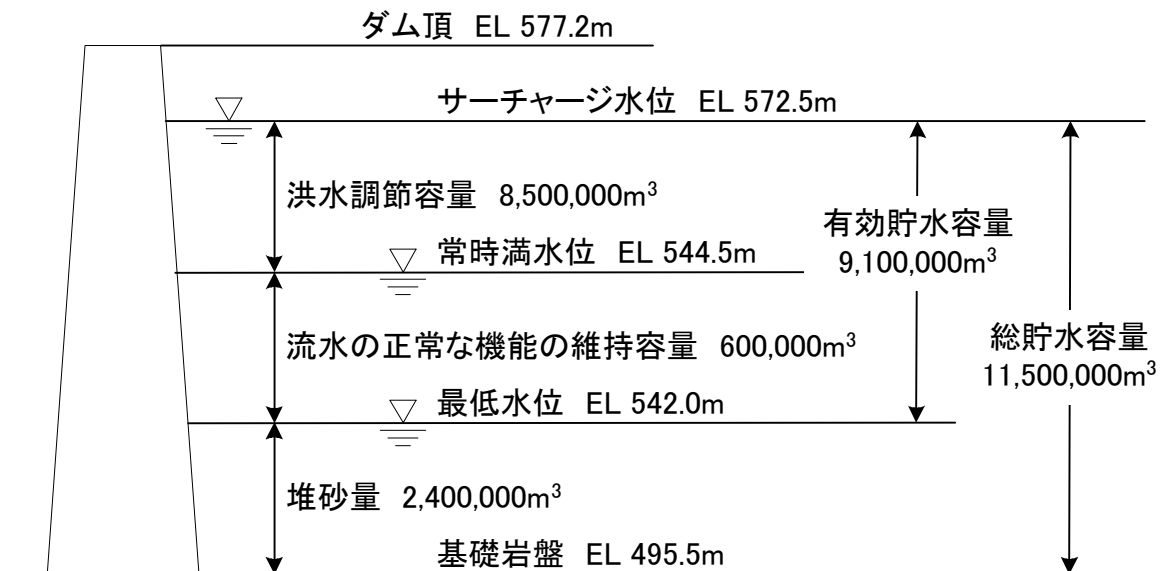 ダム頂 EL 577.2m
サーチャージ水位 EL 572.5m
洪水調節容量 8,500,000m³
有効貯水容量
9,100,000m³
常時満水位 EL 544.5m
流水の正常な機能の維持容量 600,000m³
総貯水容量
11,500,000m³
最低水位 EL 542.0m
堆砂量 2,400,000m³
基礎岩盤 EL 495.5m